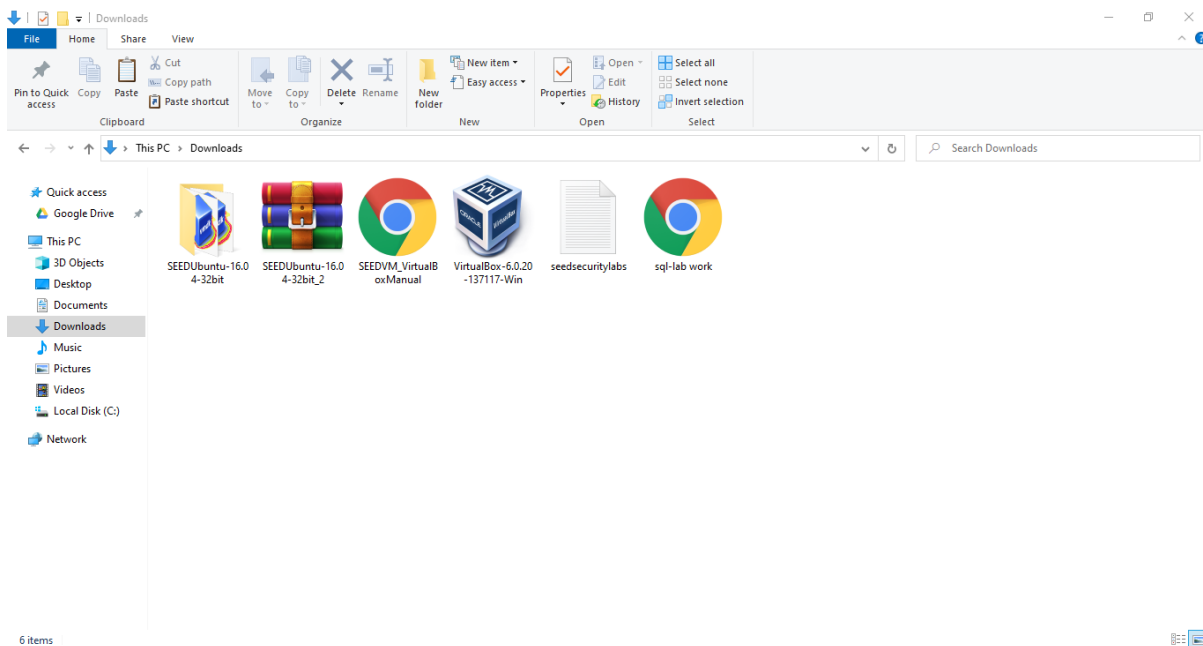 Downloads
File Home Share View
Pin to Quick access
Copy
Paste
Cut
Copy path
Paste shortcut
Clipboard
Move to
Copy to
Delete
Rename
Organize
New folder
New item
Easy access
New
Properties
Open
Edit
History
Open
Select all
Select none
Invert selection
Select
This PC > Downloads
Search Downloads
Quick access
Google Drive
This PC
3D Objects
Desktop
Documents
Downloads
Music
Pictures
Videos
Local Disk (C:)
Network
SEEDUbuntu-16.0
4-32bit
SEEDUbuntu-16.0
4-32bit_2
SEEDVM_VirtualB
oxManual
VirtualBox-6.0.20
-137117-Win
seedsecuritylabs
sql-lab work
6 items